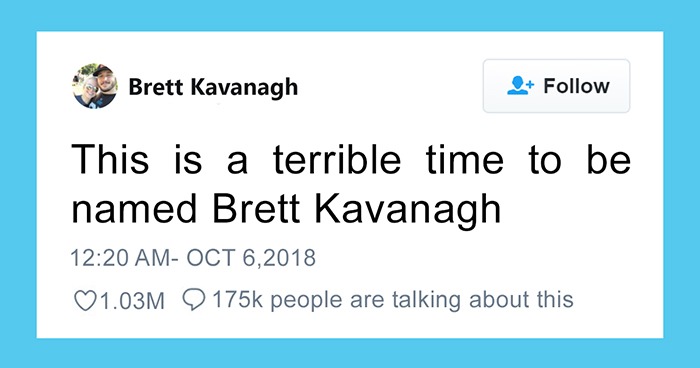 Brett Kavanagh
Follow
This is a terrible time to be
named Brett Kavanagh
12:20 AM- OCT 6,2018
1.03M 175k people are talking about this